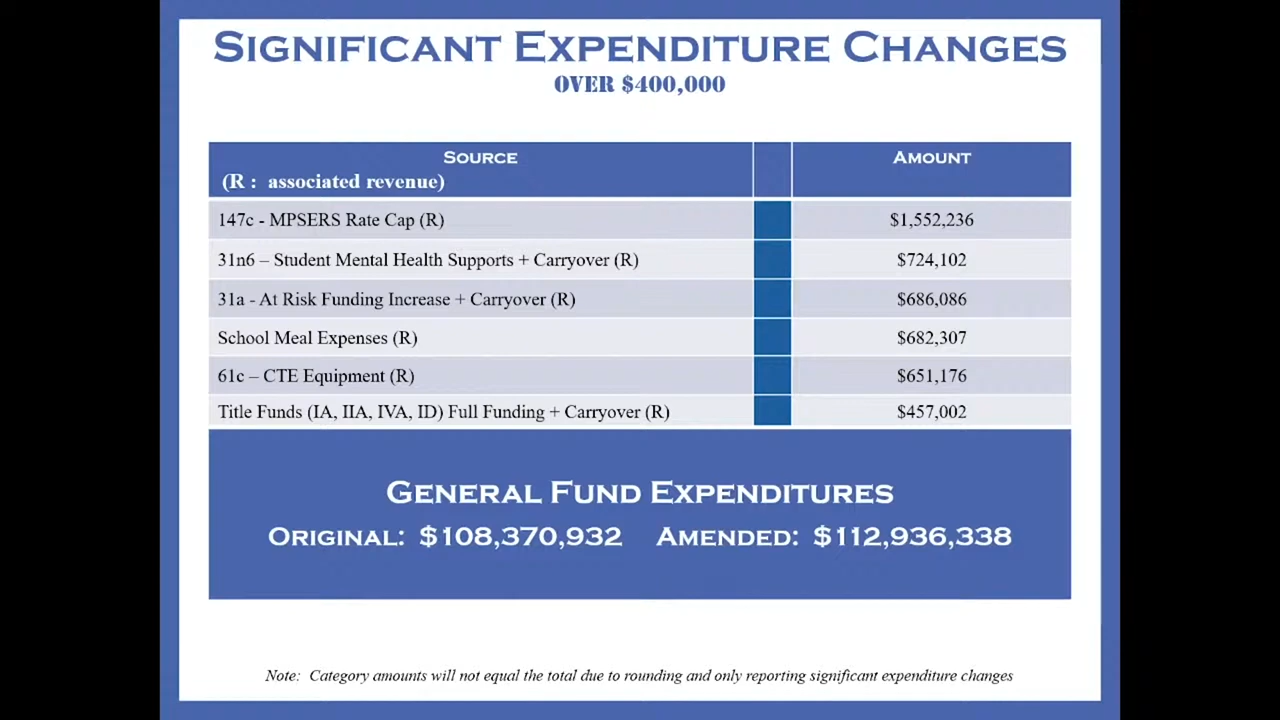 Significant Expenditure Changes
over $400,000
Source Amount
(R : associated revenue)
147c - MPSERS Rate Cap (R) $1,552,236
31n6 – Student Mental Health Supports + Carryover (R) $724,102
31a - At Risk Funding Increase + Carryover (R) $686,086
School Meal Expenses (R) $682,307
61c – CTE Equipment (R) $651,176
Title Funds (IA, IIA, IVA, ID) Full Funding + Carryover (R) $457,002
General Fund Expenditures
Original: $108,370,932 Amended: $112,936,338
Note: Category amounts will not equal the total due to rounding and only reporting significant expenditure changes